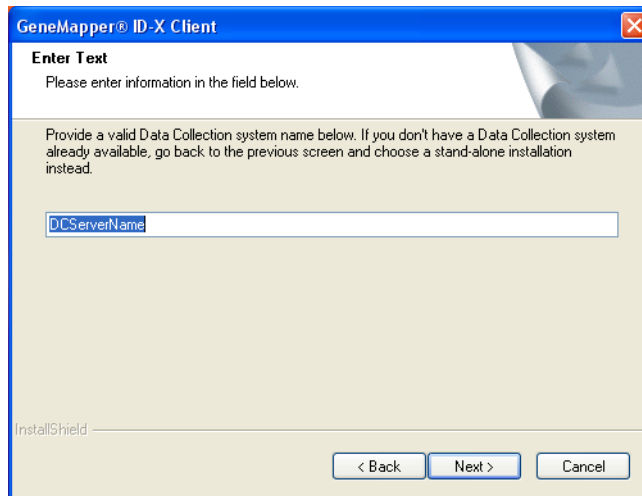 GeneMapper® ID-X Client
Enter Text
Please enter information in the field below.
Provide a valid Data Collection system name below. If you don't have a Data Collection system
already available, go back to the previous screen and choose a stand-alone installation
instead.
DCServerName
InstallShield
< Back Next > Cancel